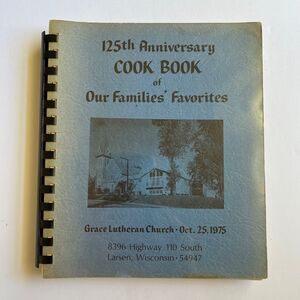 125th Anniversary
COOK BOOK
of
Our Families' Favorites
Grace Lutheran Church · Oct. 25, 1975
8396 Highway 110 South
Larsen, Wisconsin · 54947